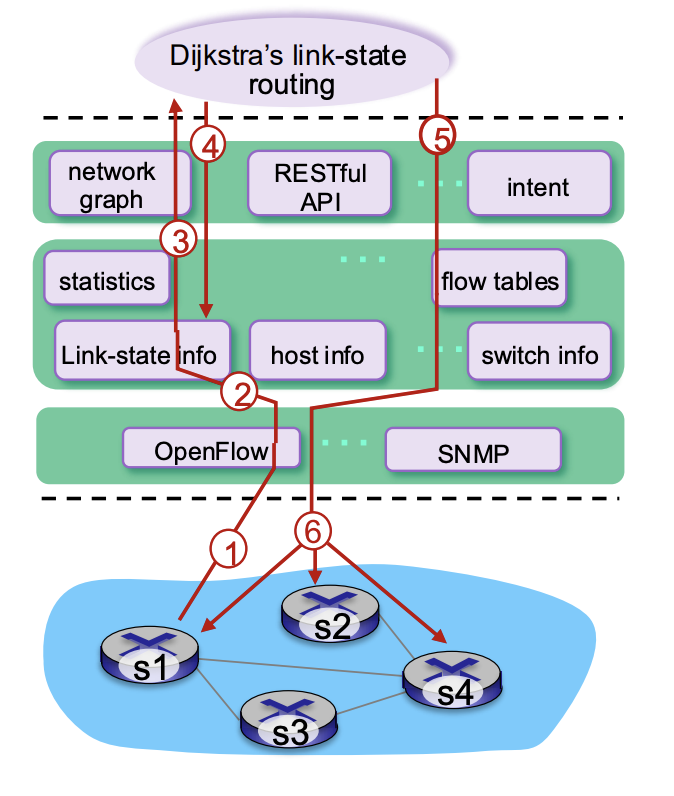 Dijkstra's link-state
routing
4
5
network
graph
RESTful
API
intent
3
statistics
flow tables
Link-state info
host info
switch info
2
OpenFlow
SNMP
1
6
s2
s1
s4
s3